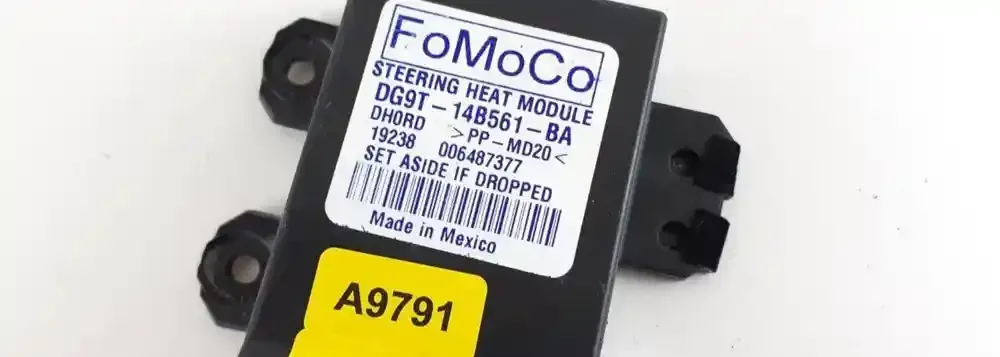 FoMoCo
STEERING HEAT MODULE
DG9T-14B561-BA
DH0RD >PP-MD20<
19238 006487377
SET ASIDE IF DROPPED
Made in Mexico
A9791